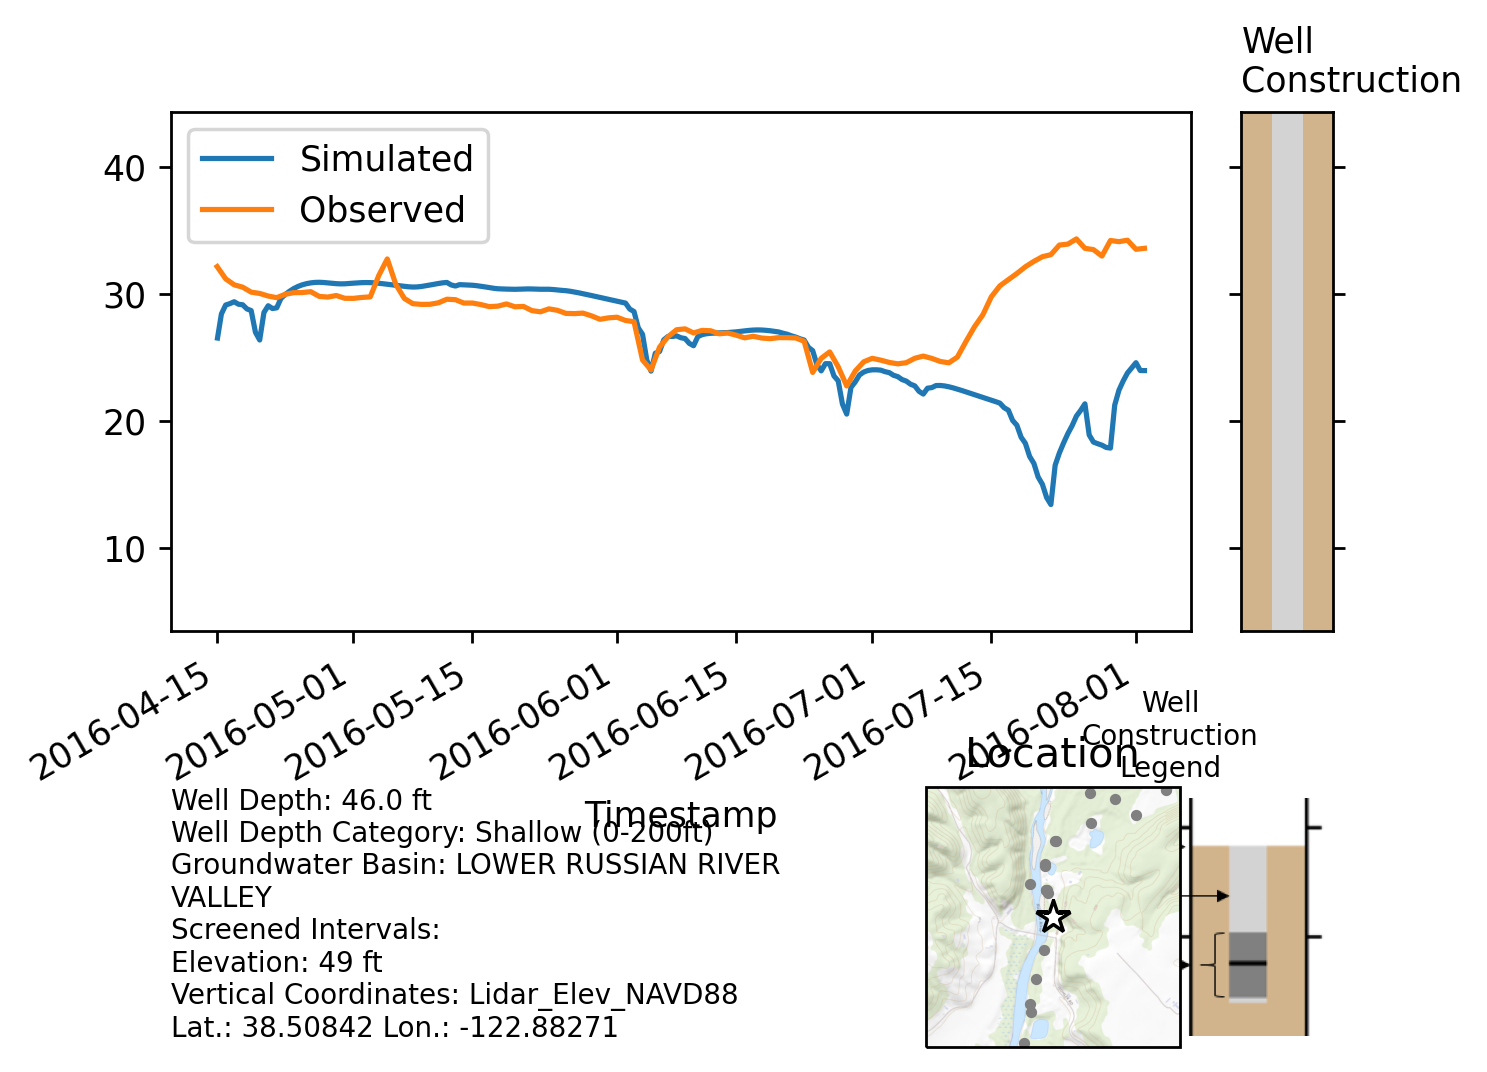 Well
Construction
Simulated
Observed
40
30
20
10
2016-04-15
2016-05-01
2016-05-15
2016-06-01
2016-06-15
2016-07-01
2016-07-15
2016-08-01
Timestamp
Well
Construction
Legend
Location
Well Depth: 46.0 ft
Well Depth Category: Shallow (0-200ft)
Groundwater Basin: LOWER RUSSIAN RIVER
VALLEY
Screened Intervals:
Elevation: 49 ft
Vertical Coordinates: Lidar_Elev_NAVD88
Lat.: 38.50842 Lon.: -122.88271